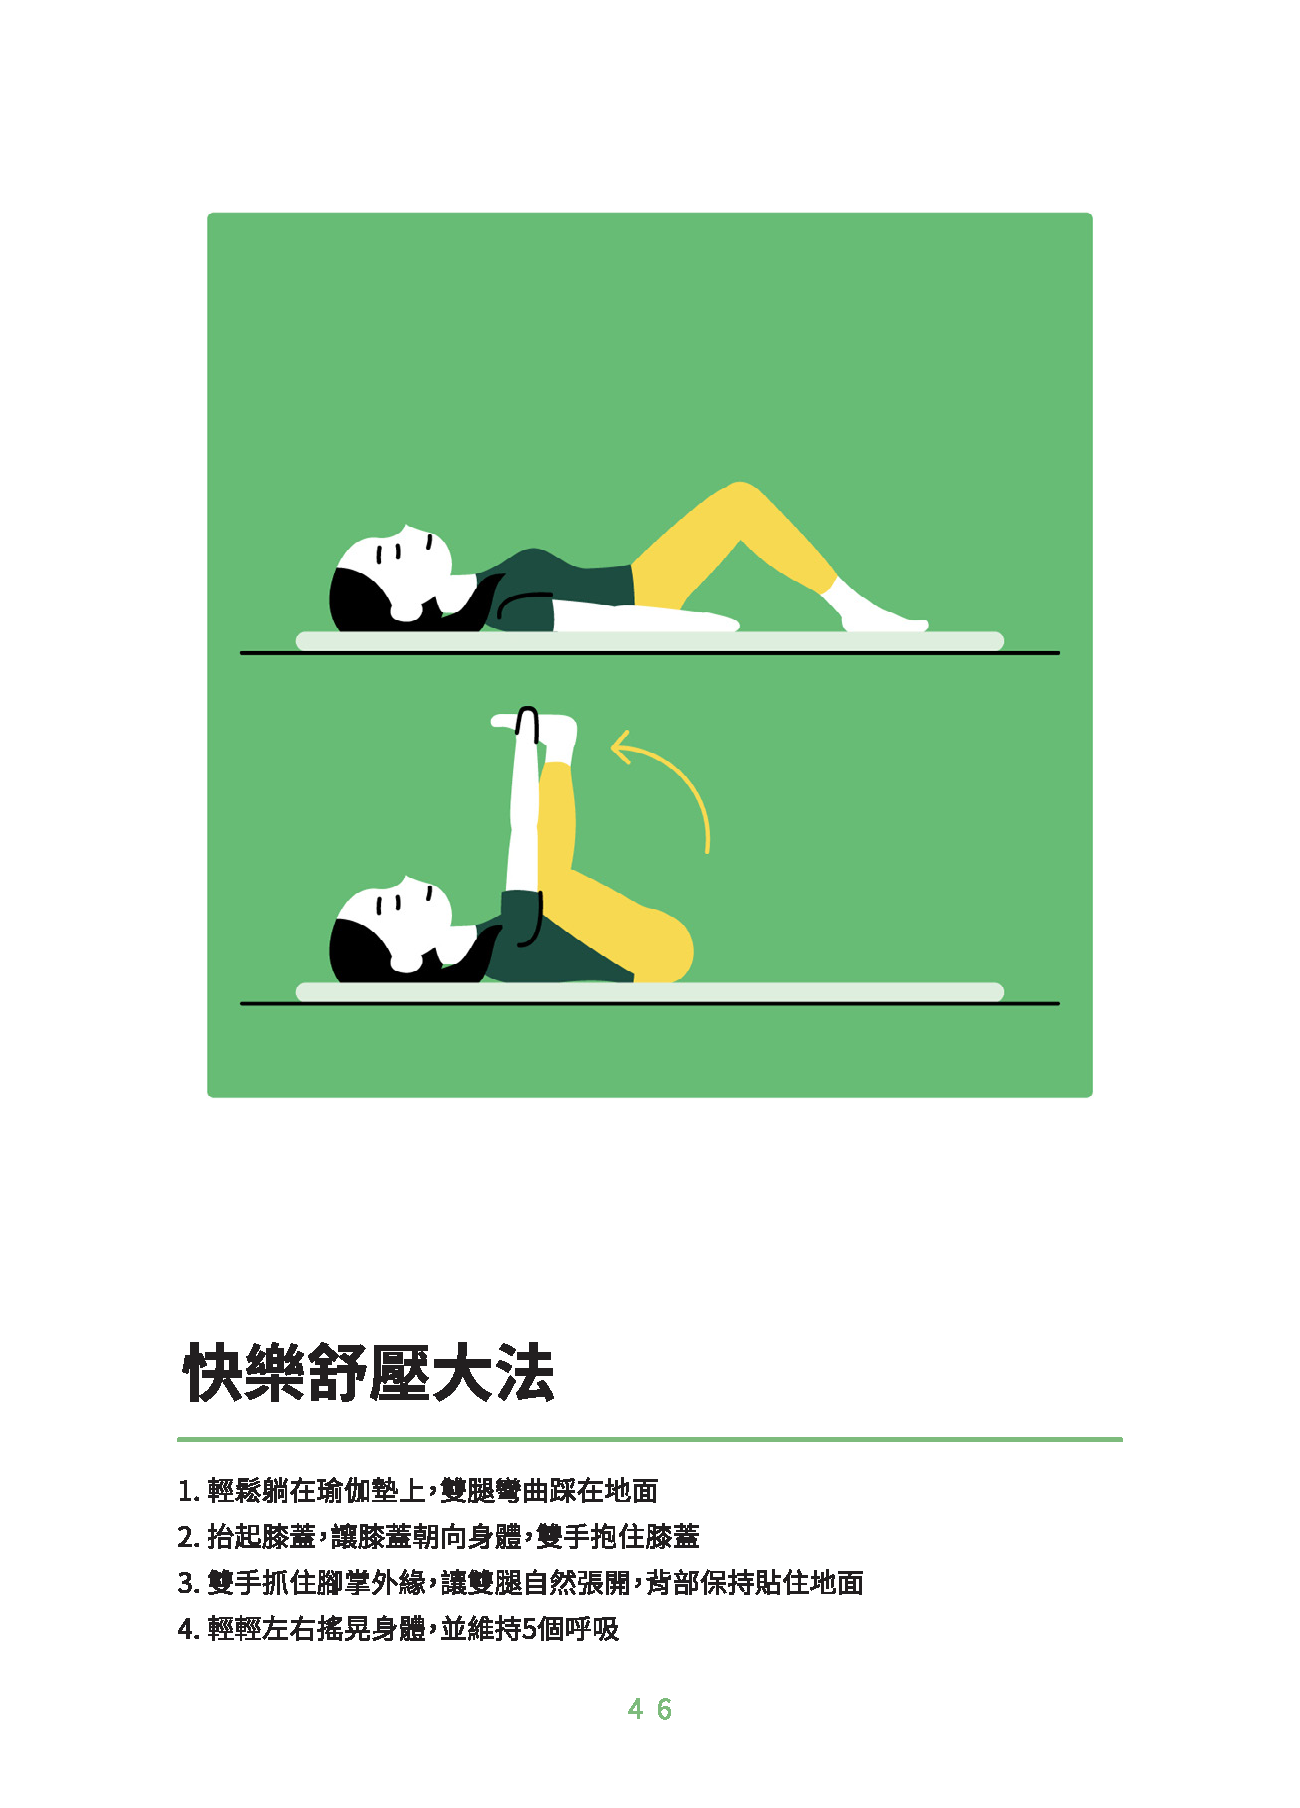 快樂舒壓大法
1. 輕鬆躺在瑜伽墊上，雙腿彎曲踩在地面
2. 抬起膝蓋，讓膝蓋朝向身體，雙手抱住膝蓋
3. 雙手抓住腳掌外緣，讓雙腿自然張開，背部保持貼住地面
4. 輕輕左右搖晃身體，並維持5個呼吸
46